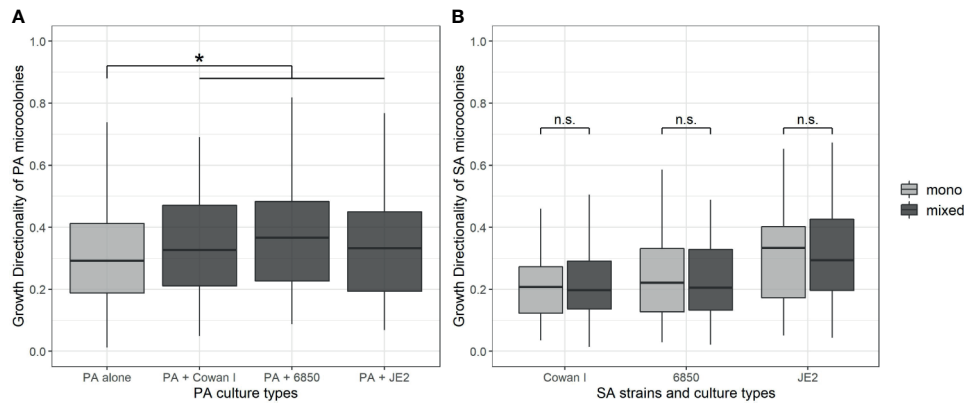 A
Growth Directionality of PA microcolonies
1.0
0.8
0.6
0.4
0.2
0.0
*
PA alone
PA + Cowan I
PA + 6850
PA + JE2
PA culture types
B
Growth Directionality of SA microcolonies
1.0
0.8
0.6
0.4
0.2
0.0
n.s.
n.s.
n.s.
Cowan I
6850
JE2
SA strains and culture types
mono
mixed